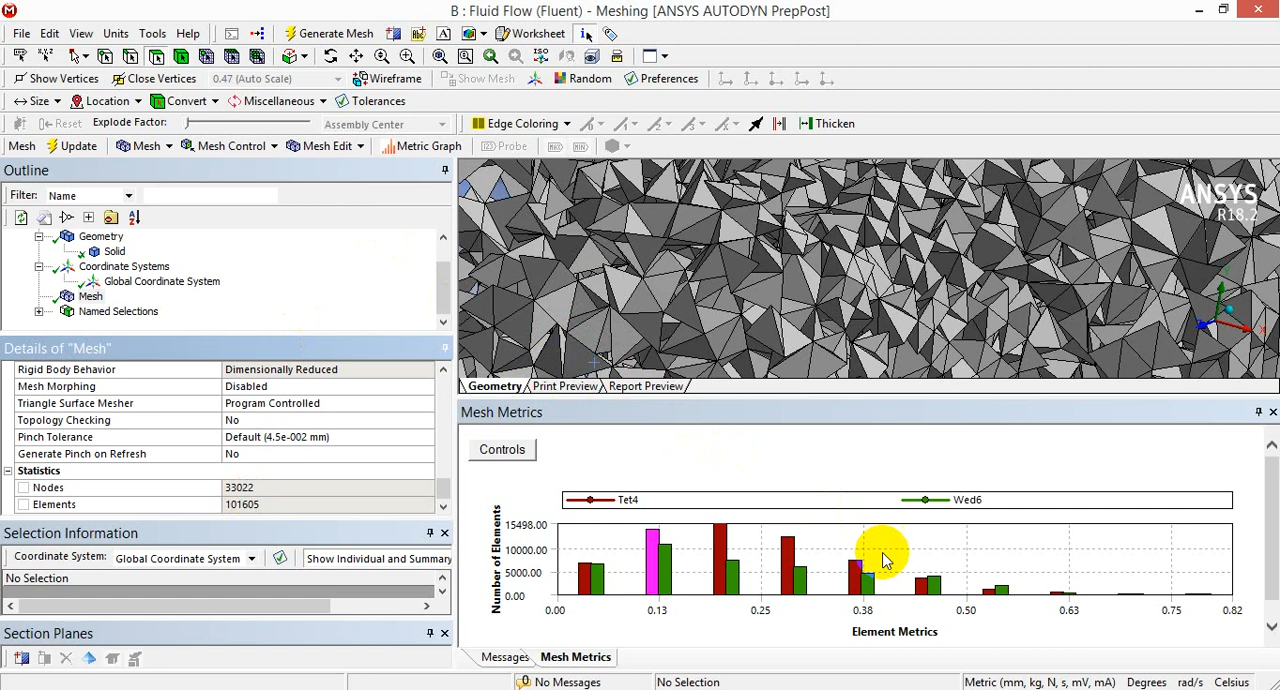 B : Fluid Flow (Fluent) - Meshing [ANSYS AUTODYN PrepPost]
File Edit View Units Tools Help Generate Mesh A Worksheet i
Show Vertices Close Vertices 0.47 (Auto Scale) Wireframe Show Mesh Random Preferences
Size Location Convert Miscellaneous Tolerances
Reset Explode Factor: Assembly Center Edge Coloring Thicken
Mesh Update Mesh Mesh Control Mesh Edit Metric Graph Probe MAX MIN
Outline
Filter: Name
Geometry
Solid
Coordinate Systems
Global Coordinate System
Mesh
Named Selections
ANSYS
R18.2
Y
X
Geometry Print Preview Report Preview
Details of "Mesh"
Rigid Body Behavior Dimensionally Reduced
Mesh Morphing Disabled
Triangle Surface Mesher Program Controlled
Topology Checking No
Pinch Tolerance Default (4.5e-002 mm)
Generate Pinch on Refresh No
Statistics
Nodes 33022
Elements 101605
Selection Information
Coordinate System: Global Coordinate System Show Individual and Summary
No Selection
Section Planes
Mesh Metrics
Controls
Tet4 Wed6
Number of Elements
15498.00
10000.00
5000.00
0.00
0.00 0.13 0.25 0.38 0.50 0.63 0.75 0.82
Element Metrics
Messages Mesh Metrics
No Messages No Selection Metric (mm, kg, N, s, mV, mA) Degrees rad/s Celsius